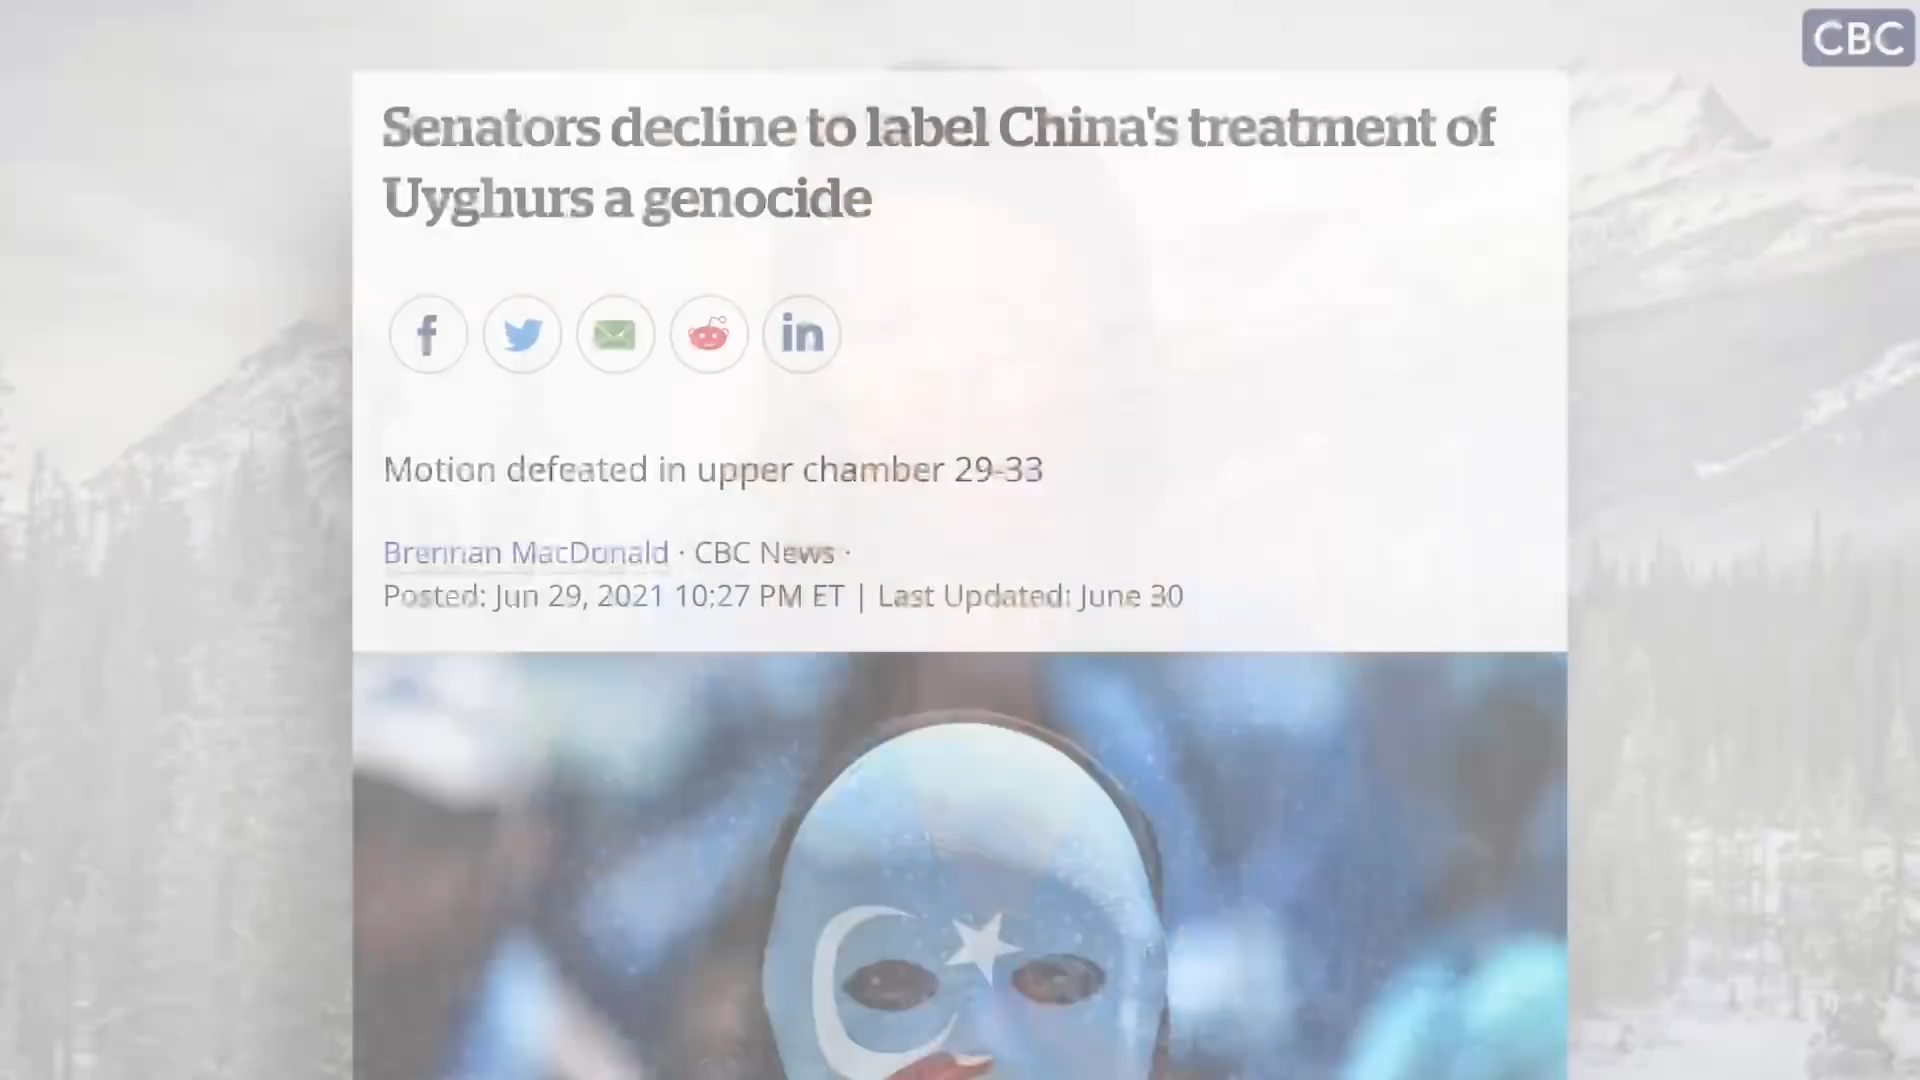 CBC
Senators decline to label China's treatment of
Uyghurs a genocide
Motion defeated in upper chamber 29-33
Brennan MacDonald · CBC News ·
Posted: Jun 29, 2021 10:27 PM ET | Last Updated: June 30